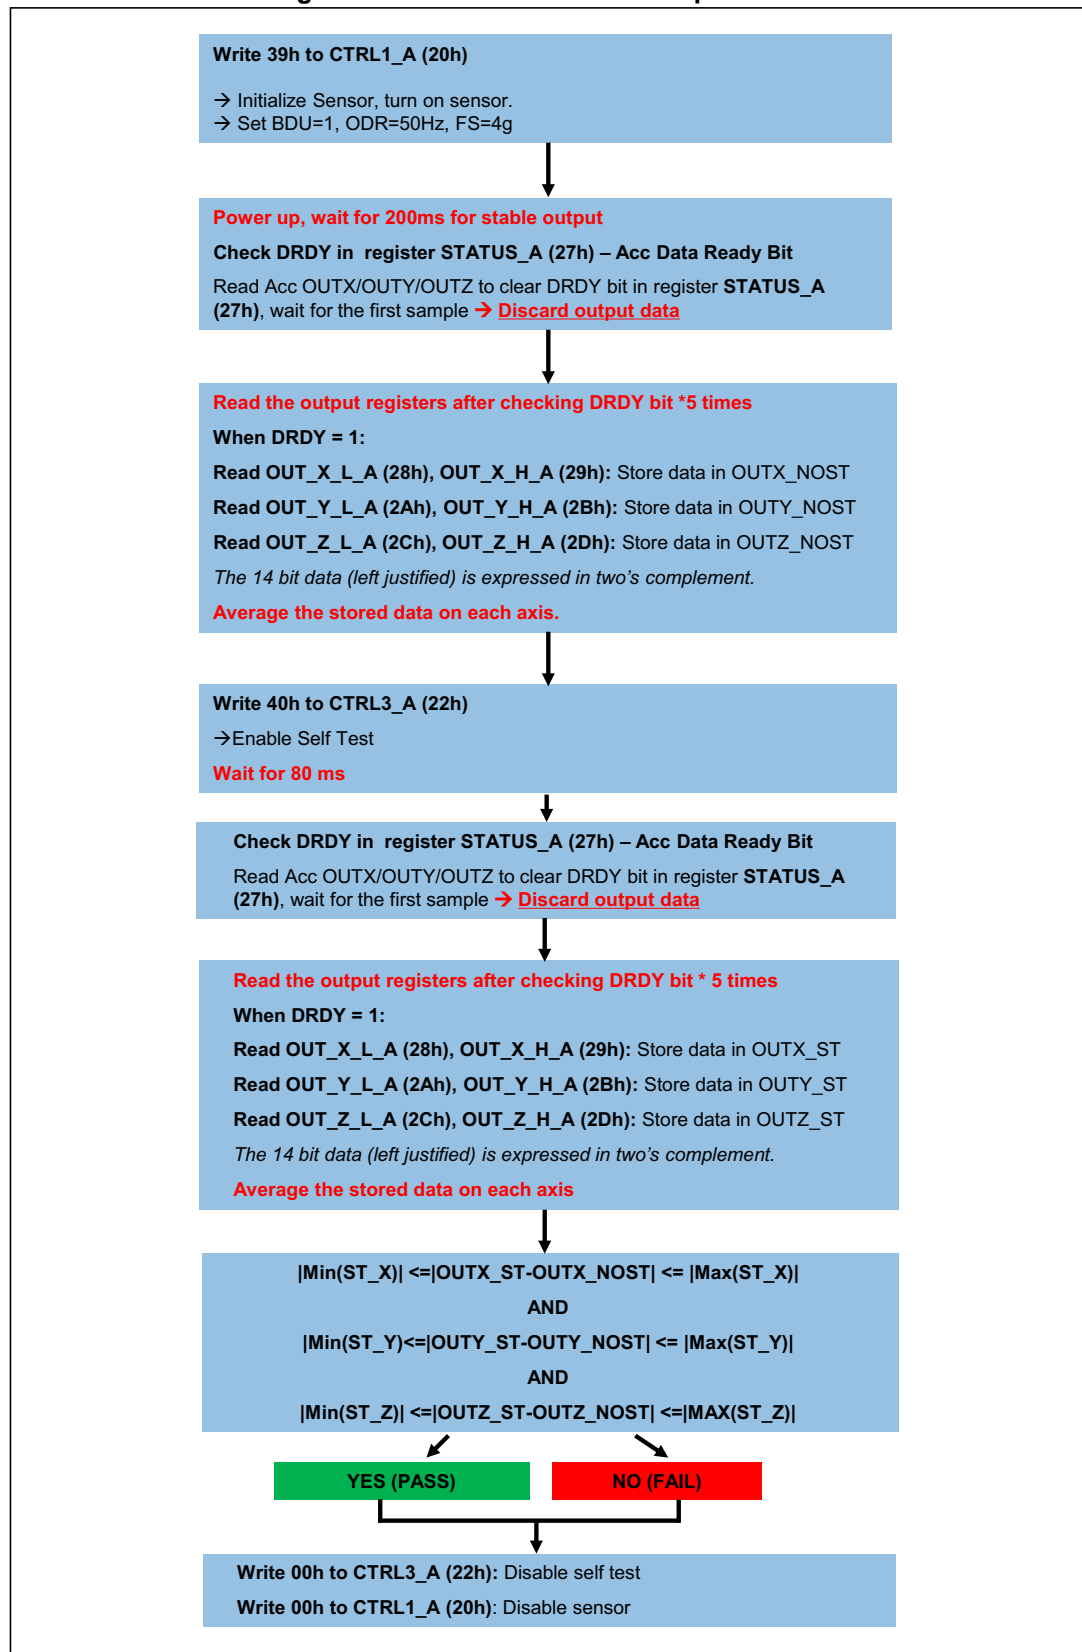 Write 39h to CTRL1_A (20h)
→ Initialize Sensor, turn on sensor.
→ Set BDU=1, ODR=50Hz, FS=4g
Power up, wait for 200ms for stable output
Check DRDY in register STATUS_A (27h) – Acc Data Ready Bit
Read Acc OUTX/OUTY/OUTZ to clear DRDY bit in register STATUS_A
(27h), wait for the first sample → Discard output data
Read the output registers after checking DRDY bit *5 times
When DRDY = 1:
Read OUT_X_L_A (28h), OUT_X_H_A (29h): Store data in OUTX_NOST
Read OUT_Y_L_A (2Ah), OUT_Y_H_A (2Bh): Store data in OUTY_NOST
Read OUT_Z_L_A (2Ch), OUT_Z_H_A (2Dh): Store data in OUTZ_NOST
The 14 bit data (left justified) is expressed in two's complement.
Average the stored data on each axis.
Write 40h to CTRL3_A (22h)
→Enable Self Test
Wait for 80 ms
Check DRDY in register STATUS_A (27h) – Acc Data Ready Bit
Read Acc OUTX/OUTY/OUTZ to clear DRDY bit in register STATUS_A
(27h), wait for the first sample → Discard output data
Read the output registers after checking DRDY bit * 5 times
When DRDY = 1:
Read OUT_X_L_A (28h), OUT_X_H_A (29h): Store data in OUTX_ST
Read OUT_Y_L_A (2Ah), OUT_Y_H_A (2Bh): Store data in OUTY_ST
Read OUT_Z_L_A (2Ch), OUT_Z_H_A (2Dh): Store data in OUTZ_ST
The 14 bit data (left justified) is expressed in two's complement.
Average the stored data on each axis
|Min(ST_X)| <=|OUTX_ST-OUTX_NOST| <= |Max(ST_X)|
AND
|Min(ST_Y)<=|OUTY_ST-OUTY_NOST| <= |Max(ST_Y)|
AND
|Min(ST_Z)| <=|OUTZ_ST-OUTZ_NOST| <=|MAX(ST_Z)|
YES (PASS)
NO (FAIL)
Write 00h to CTRL3_A (22h): Disable self test
Write 00h to CTRL1_A (20h): Disable sensor